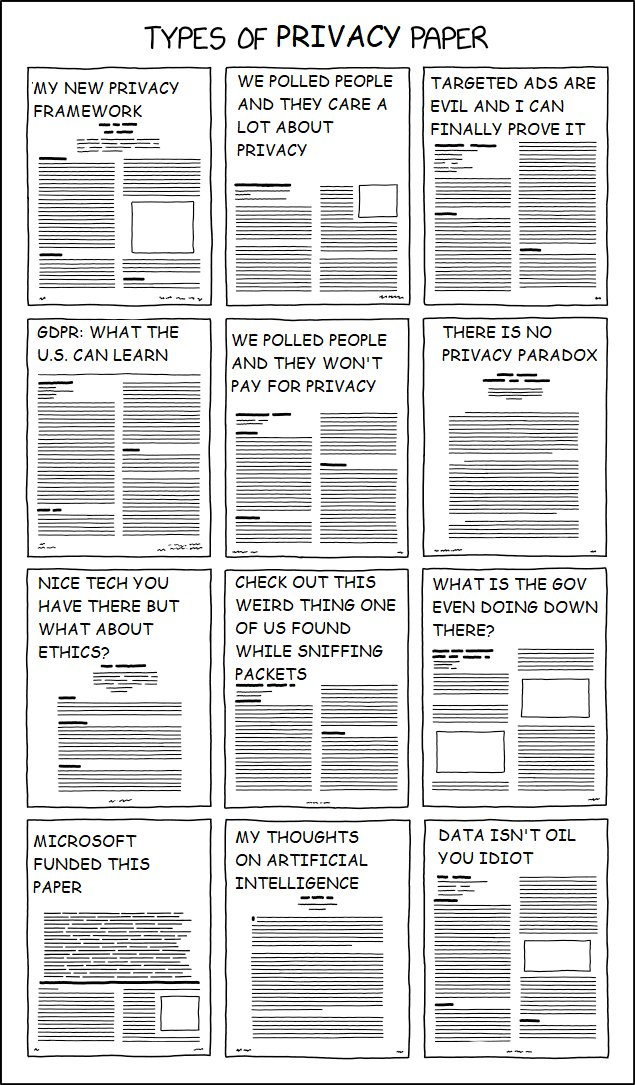 TYPES OF PRIVACY PAPER
MY NEW PRIVACY
FRAMEWORK
WE POLLED PEOPLE
AND THEY CARE A
LOT ABOUT
PRIVACY
TARGETED ADS ARE
EVIL AND I CAN
FINALLY PROVE IT
GDPR: WHAT THE
U.S. CAN LEARN
WE POLLED PEOPLE
AND THEY WON'T
PAY FOR PRIVACY
THERE IS NO
PRIVACY PARADOX
NICE TECH YOU
HAVE THERE BUT
WHAT ABOUT
ETHICS?
CHECK OUT THIS
WEIRD THING ONE
OF US FOUND
WHILE SNIFFING
PACKETS
WHAT IS THE GOV
EVEN DOING DOWN
THERE?
MICROSOFT
FUNDED THIS
PAPER
MY THOUGHTS
ON ARTIFICIAL
INTELLIGENCE
DATA ISN'T OIL
YOU IDIOT